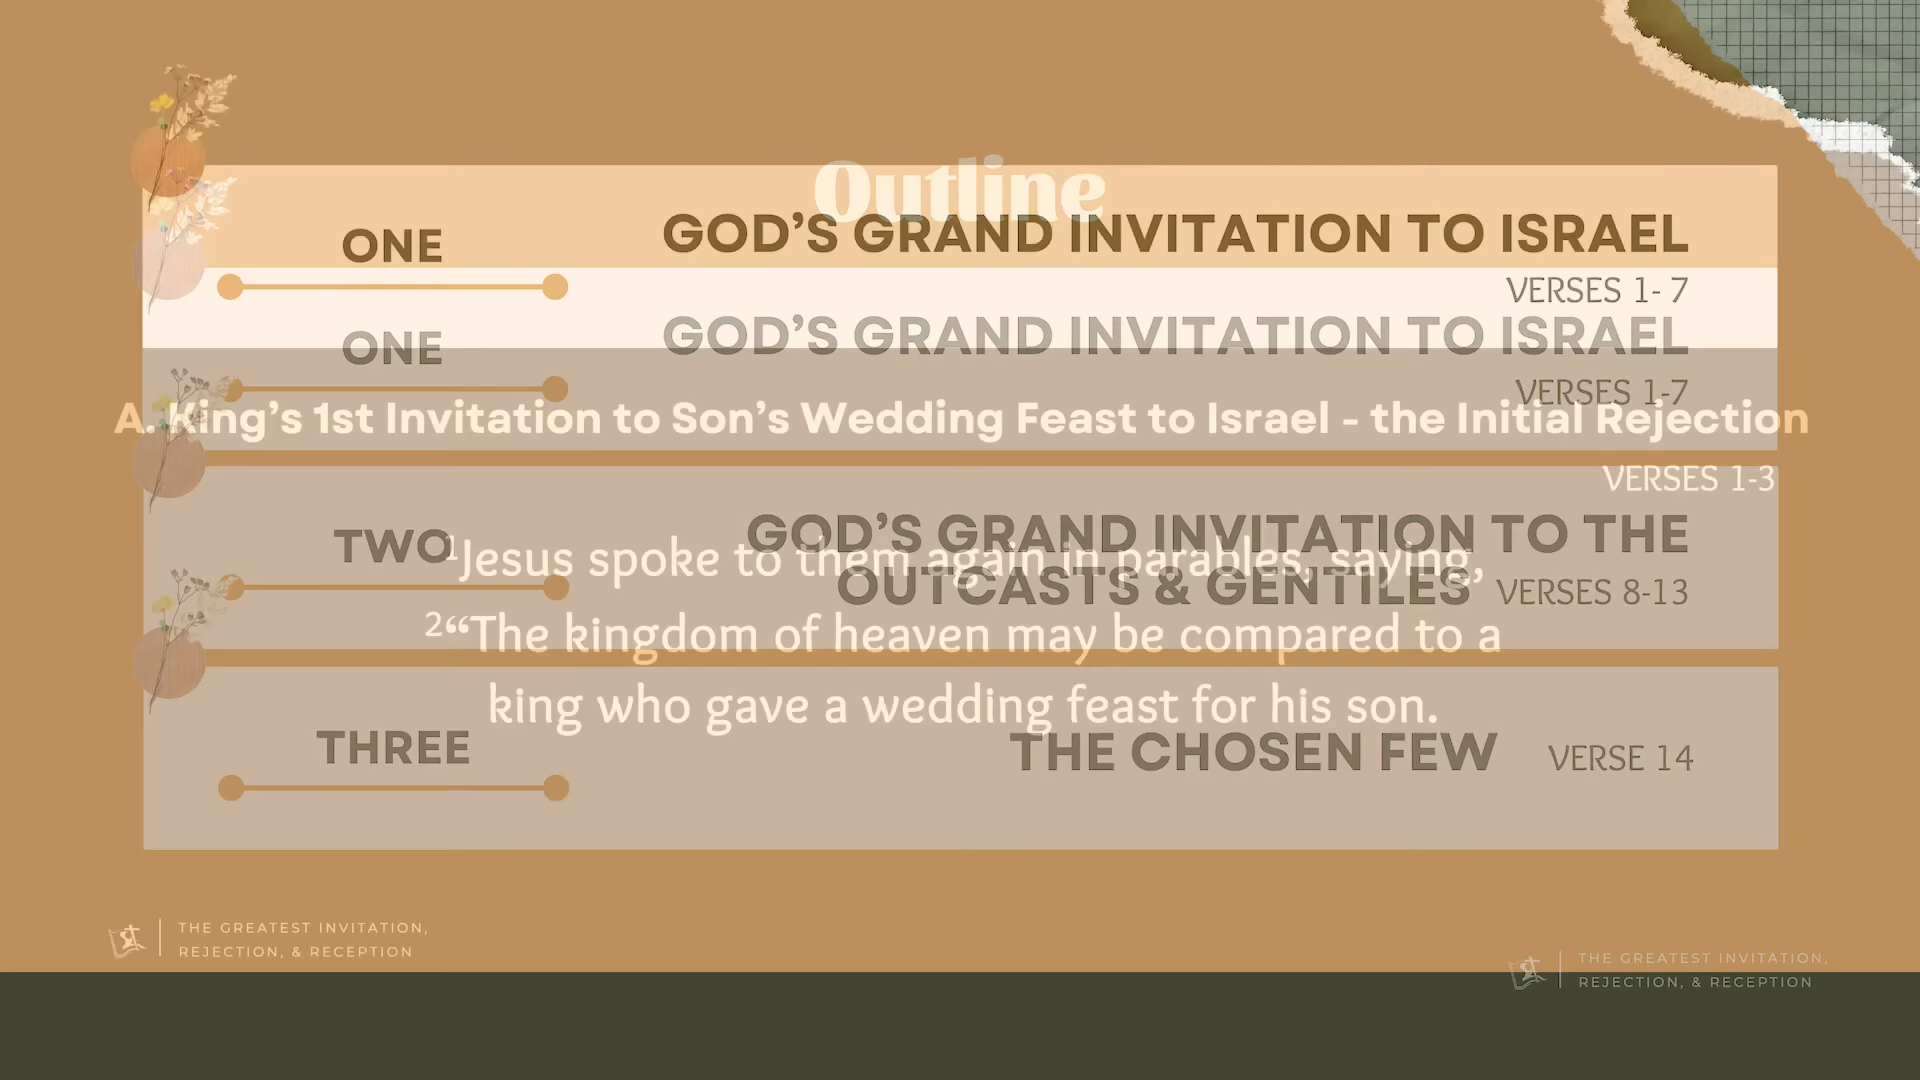 Outline
ONE
GOD’S GRAND INVITATION TO ISRAEL
VERSES 1- 7
ONE
GOD’S GRAND INVITATION TO ISRAEL
VERSES 1-7
A. King’s 1st Invitation to Son’s Wedding Feast to Israel - the Initial Rejection
VERSES 1-3
TWO
GOD’S GRAND INVITATION TO THE
OUTCASTS & GENTILES VERSES 8-13
¹Jesus spoke to them again in parables, saying,
²“The kingdom of heaven may be compared to a
king who gave a wedding feast for his son.
THREE
THE CHOSEN FEW VERSE 14
THE GREATEST INVITATION,
REJECTION, & RECEPTION
THE GREATEST INVITATION,
REJECTION, & RECEPTION